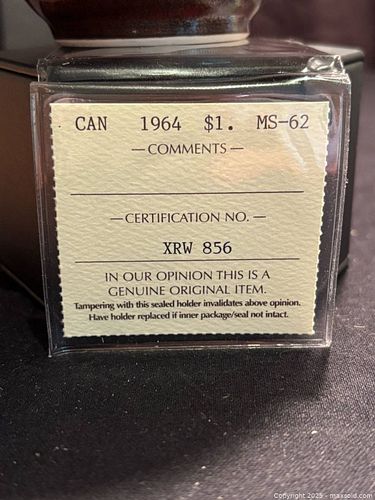 CAN 1964 $1. MS-62
— COMMENTS —
— CERTIFICATION NO. —
XRW 856
IN OUR OPINION THIS IS A
GENUINE ORIGINAL ITEM.
Tampering with this sealed holder invalidates above opinion.
Have holder replaced if inner package/seal not intact.
Copyright 2025 - maxsold.com